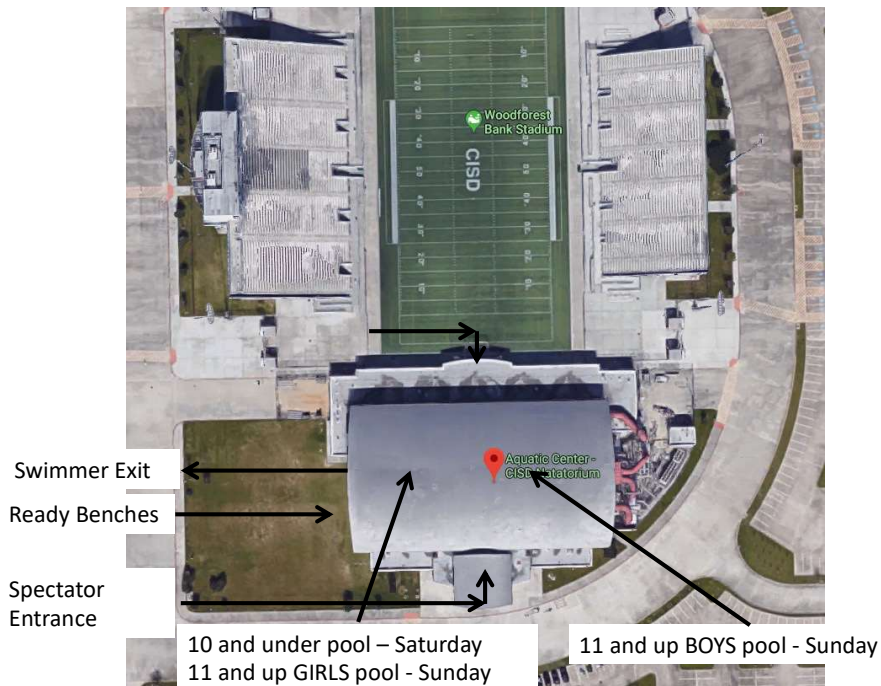 Woodforest
Bank Stadium
CISD
Swimmer Exit
Aquatic Center -
CISD Natatorium
Ready Benches
Spectator
Entrance
10 and under pool – Saturday
11 and up GIRLS pool - Sunday
11 and up BOYS pool - Sunday